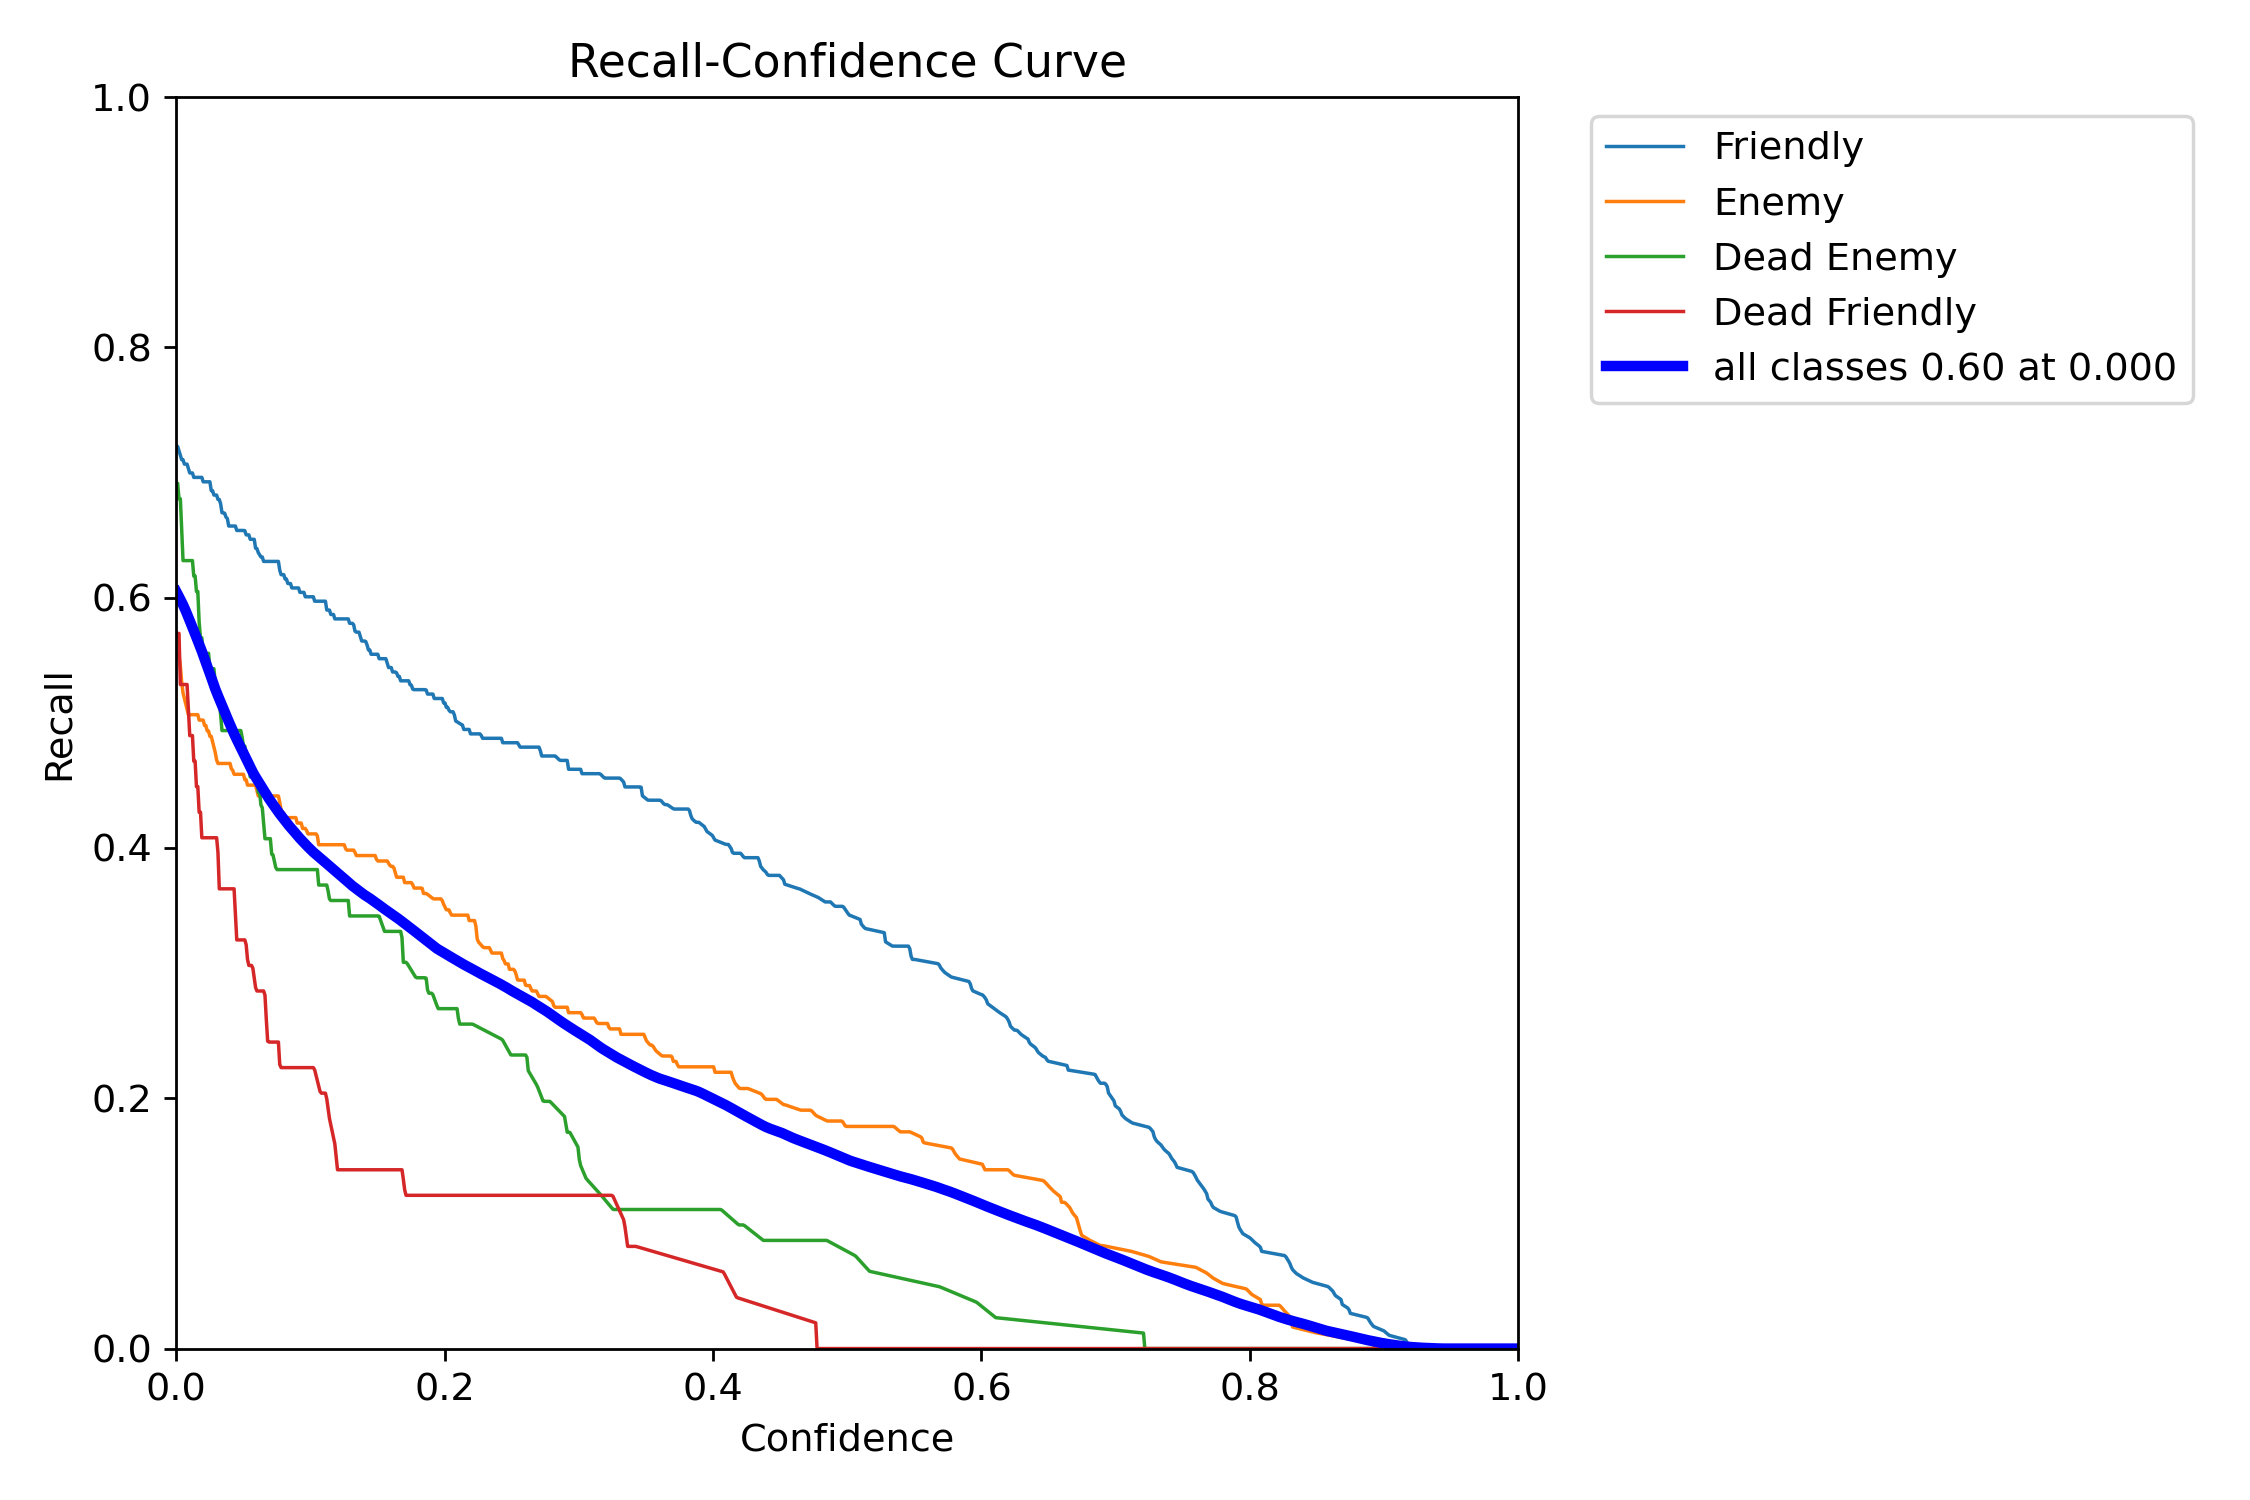 Recall-Confidence Curve
1.0
0.8
0.6
0.4
0.2
0.0
Recall
0.0 0.2 0.4 0.6 0.8 1.0
Confidence
Friendly
Enemy
Dead Enemy
Dead Friendly
all classes 0.60 at 0.000